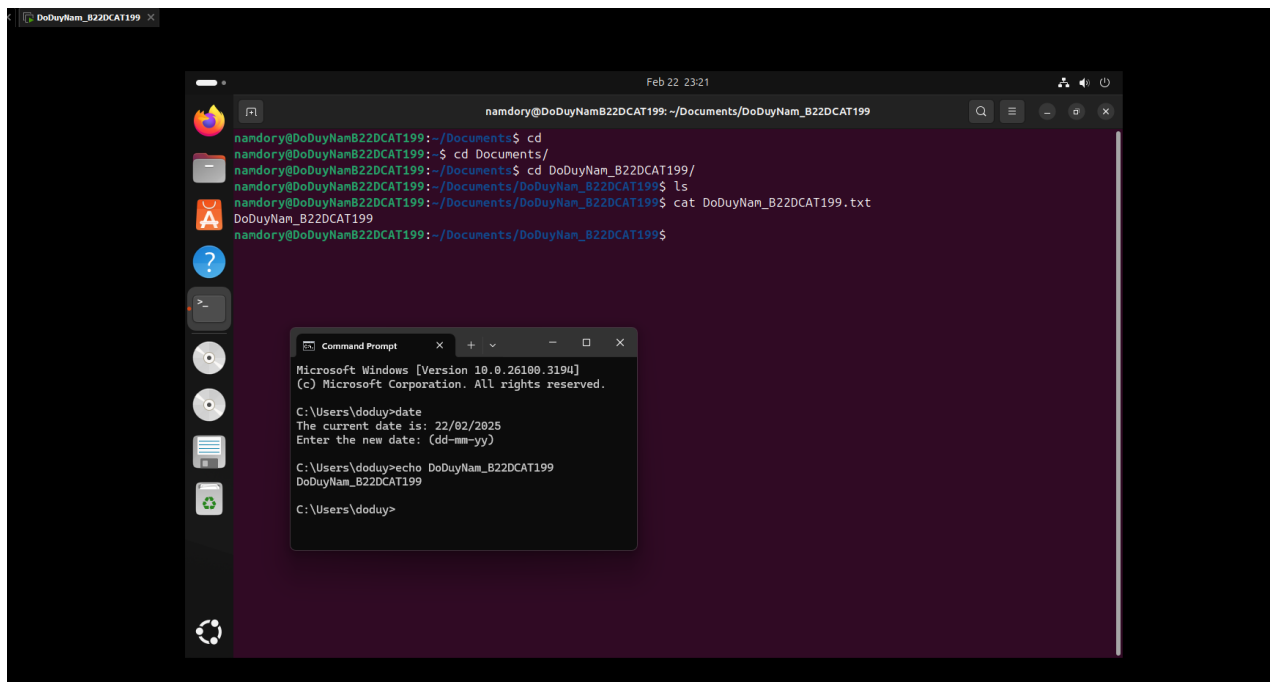 DoDuyNam_B22DCAT199
Feb 22 23:21
namdory@DoDuyNamB22DCAT199: ~/Documents/DoDuyNam_B22DCAT199
namdory@DoDuyNamB22DCAT199:~/Documents$ cd
namdory@DoDuyNamB22DCAT199:~$ cd Documents/
namdory@DoDuyNamB22DCAT199:~/Documents$ cd DoDuyNam_B22DCAT199/
namdory@DoDuyNamB22DCAT199:~/Documents/DoDuyNam_B22DCAT199$ ls
namdory@DoDuyNamB22DCAT199:~/Documents/DoDuyNam_B22DCAT199$ cat DoDuyNam_B22DCAT199.txt
DoDuyNam_B22DCAT199
namdory@DoDuyNamB22DCAT199:~/Documents/DoDuyNam_B22DCAT199$
Command Prompt
Microsoft Windows [Version 10.0.26100.3194]
(c) Microsoft Corporation. All rights reserved.
C:\Users\doduy>date
The current date is: 22/02/2025
Enter the new date: (dd-mm-yy)
C:\Users\doduy>echo DoDuyNam_B22DCAT199
DoDuyNam_B22DCAT199
C:\Users\doduy>